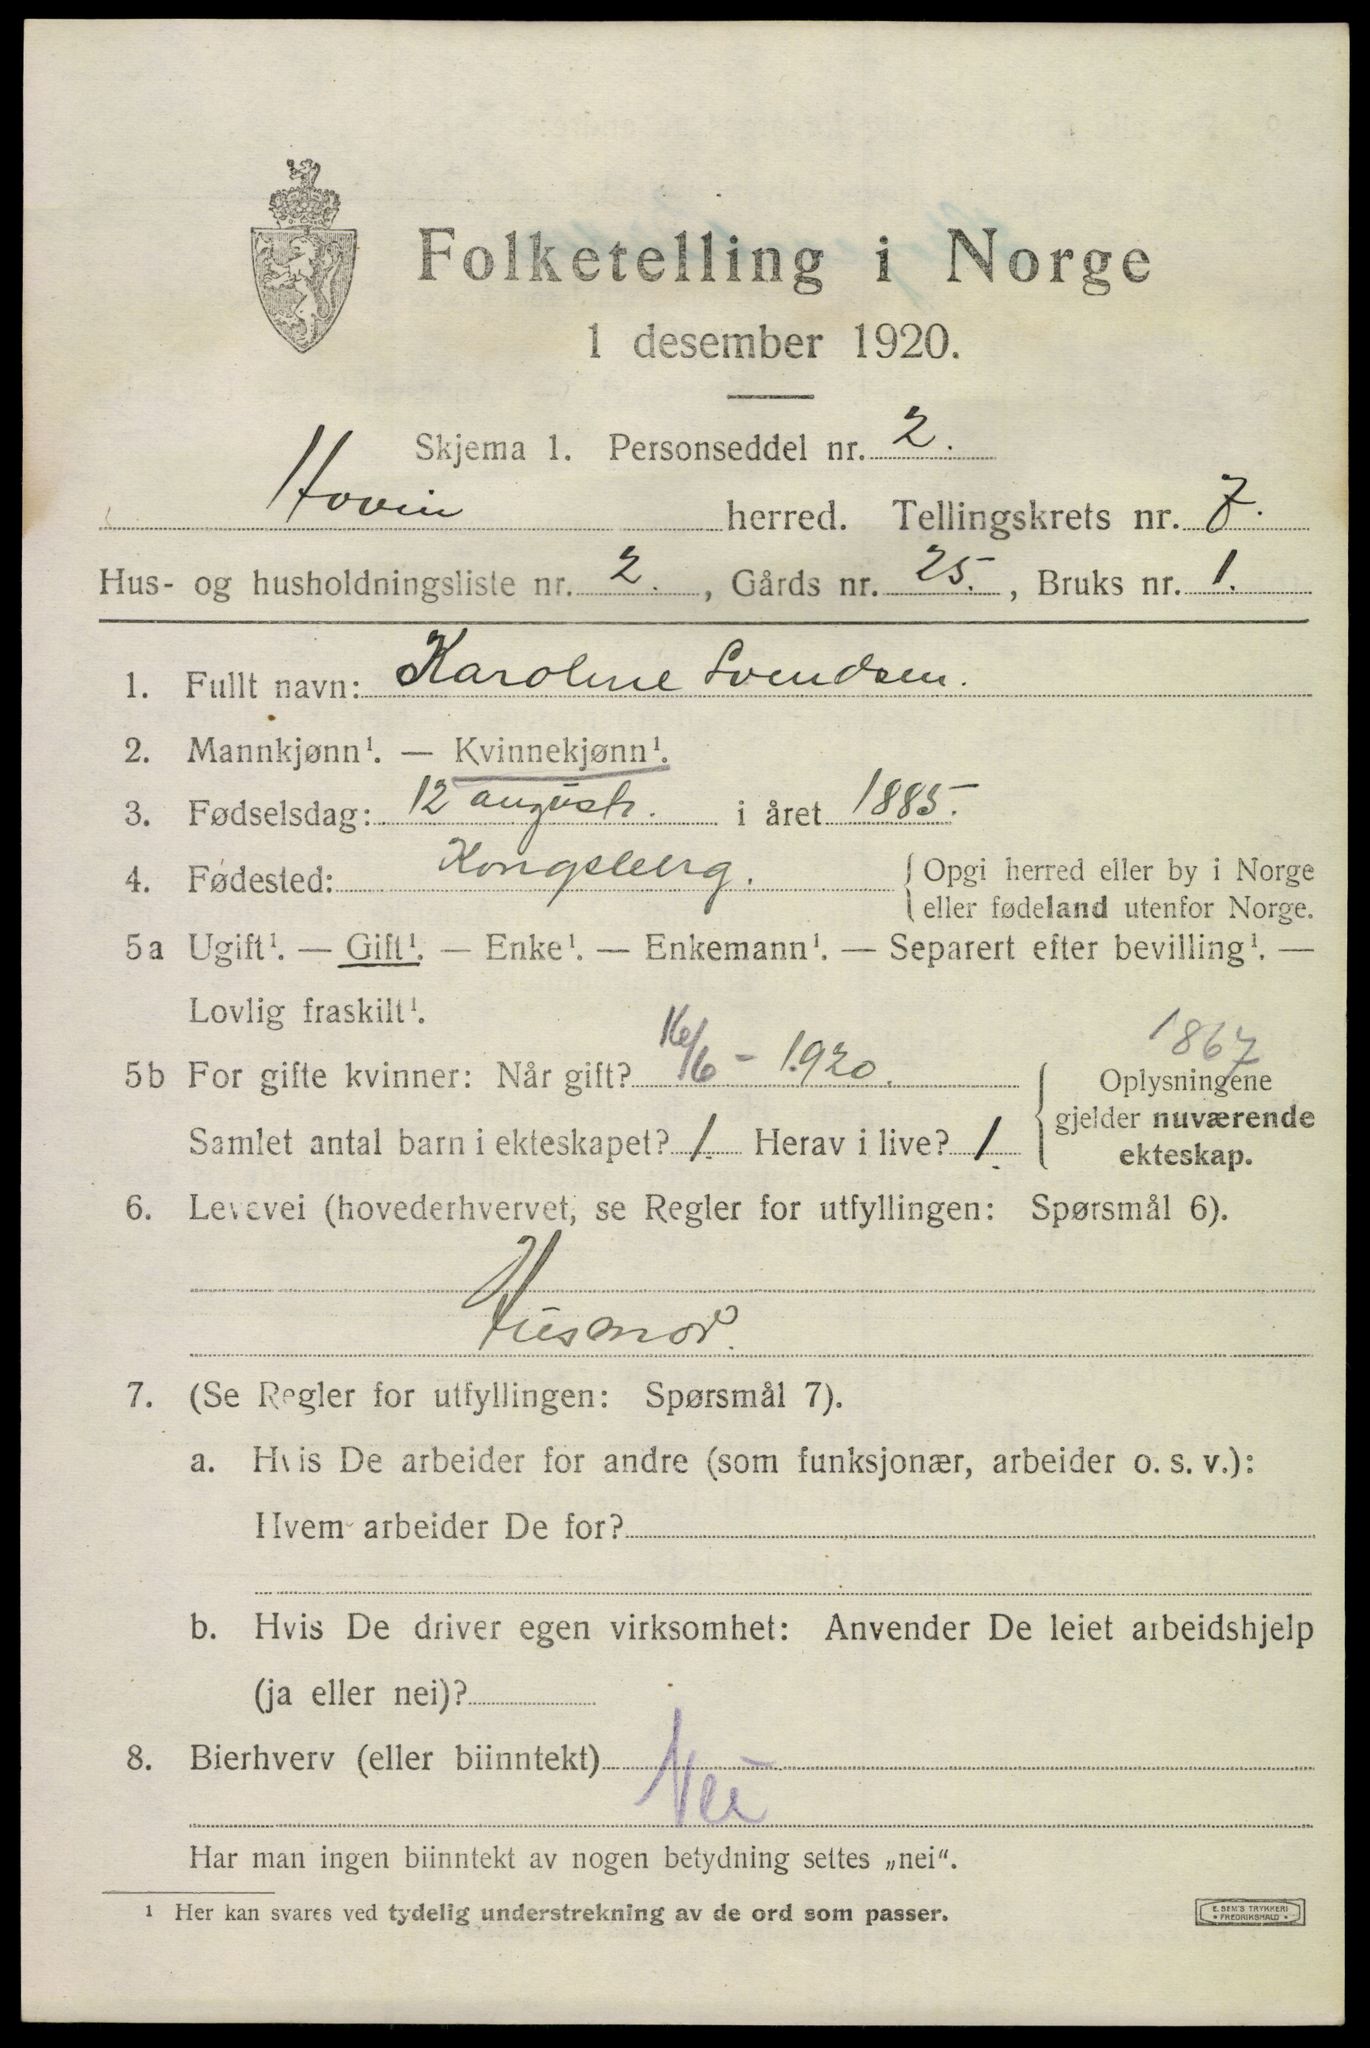 Folketelling i Norge
1 desember 1920.
Skjema 1. Personseddel nr. 2.
Hovin herred. Tellingskrets nr. 7.
Hus- og husholdningsliste nr. 2., Gårds nr. 25., Bruks nr. 1.
1. Fullt navn: Karoline Svendsen.
2. Mannkjønn¹. — Kvinnekjønn¹.
3. Fødselsdag: 12 august. i året 1885.
4. Fødested: Kongsberg. { Opgi herred eller by i Norge
eller fødeland utenfor Norge.
5a Ugift¹. — Gift¹. — Enke¹. — Enkemann¹. — Separert efter bevilling¹. —
Lovlig fraskilt¹.
1867
5b For gifte kvinner: Når gift? 16/6 - 1920.
Samlet antal barn i ekteskapet? 1. Herav i live? 1.
Oplysningene
gjelder nuværende
ekteskap.
6. Levevei (hovederhvervet, se Regler for utfyllingen: Spørsmål 6).
Husmor.
7. (Se Regler for utfyllingen: Spørsmål 7).
a. Hvis De arbeider for andre (som funksjonær, arbeider o. s. v.):
Hvem arbeider De for?
b. Hvis De driver egen virksomhet: Anvender De leiet arbeidshjelp
(ja eller nei)?
8. Bierhverv (eller biinntekt)
Nei
Har man ingen biinntekt av nogen betydning settes „nei“.
¹ Her kan svares ved tydelig understrekning av de ord som passer.
E. SEM'S TRYKKERI
* FREDRIKSHALD *